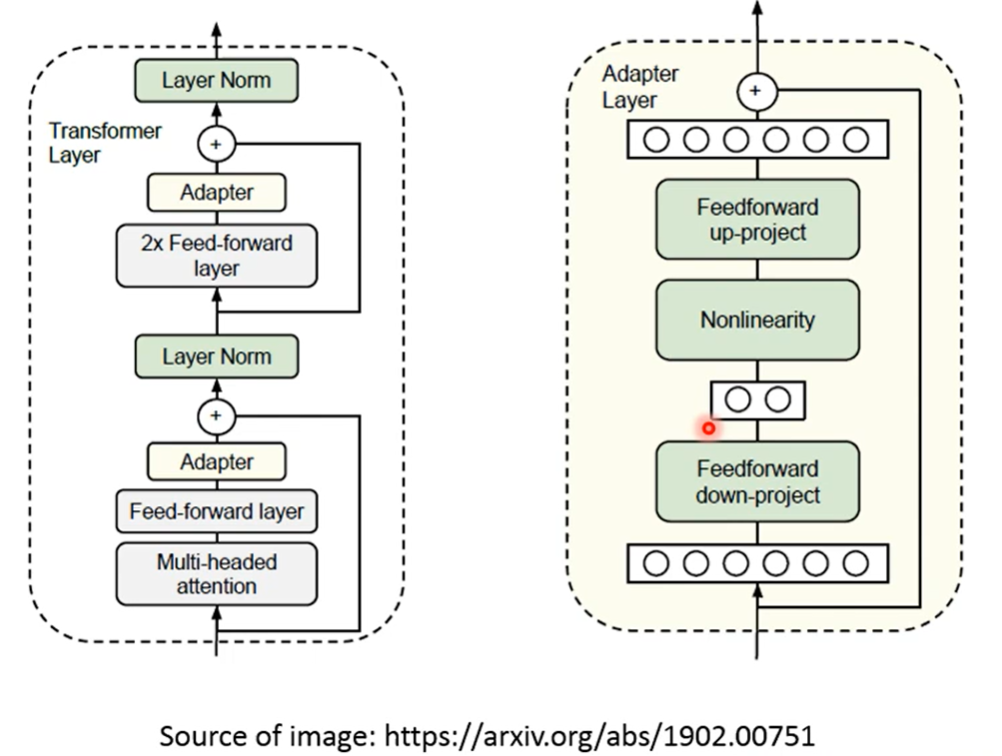 Layer Norm
Transformer
Layer
+
Adapter
2x Feed-forward
layer
Layer Norm
+
Adapter
Feed-forward layer
Multi-headed
attention
Adapter
Layer
+
Feedforward
up-project
Nonlinearity
Feedforward
down-project
Source of image: https://arxiv.org/abs/1902.00751